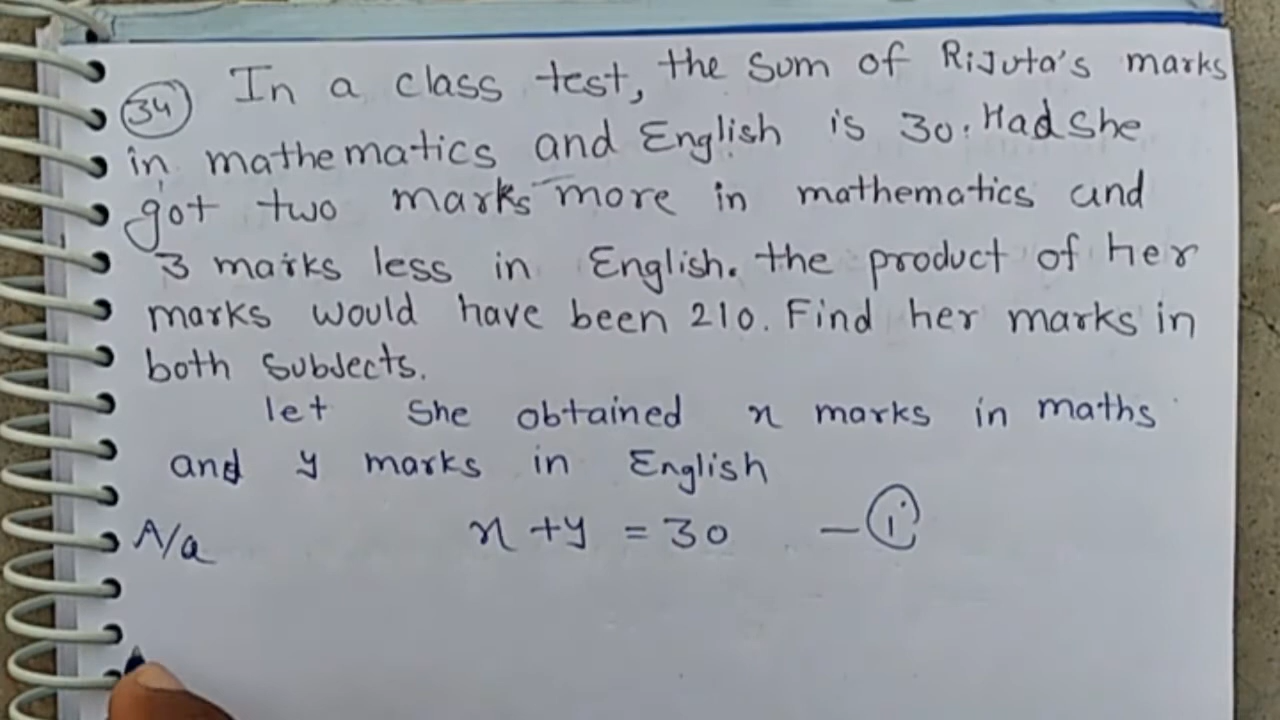 (34) In a class test, the sum of RiJuta's marks
in mathematics and English is 30. Had She
got two marks more in mathematics and
3 marks less in English. the product of her
marks would have been 210. Find her marks in
both SubJects.
let She obtained x marks in maths
and y marks in English
A/a x + y = 30 — (i)